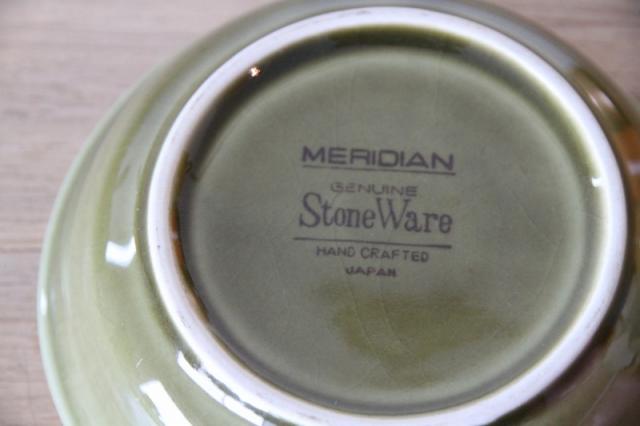 MERIDIAN
GENUINE
StoneWare
HAND CRAFTED
JAPAN